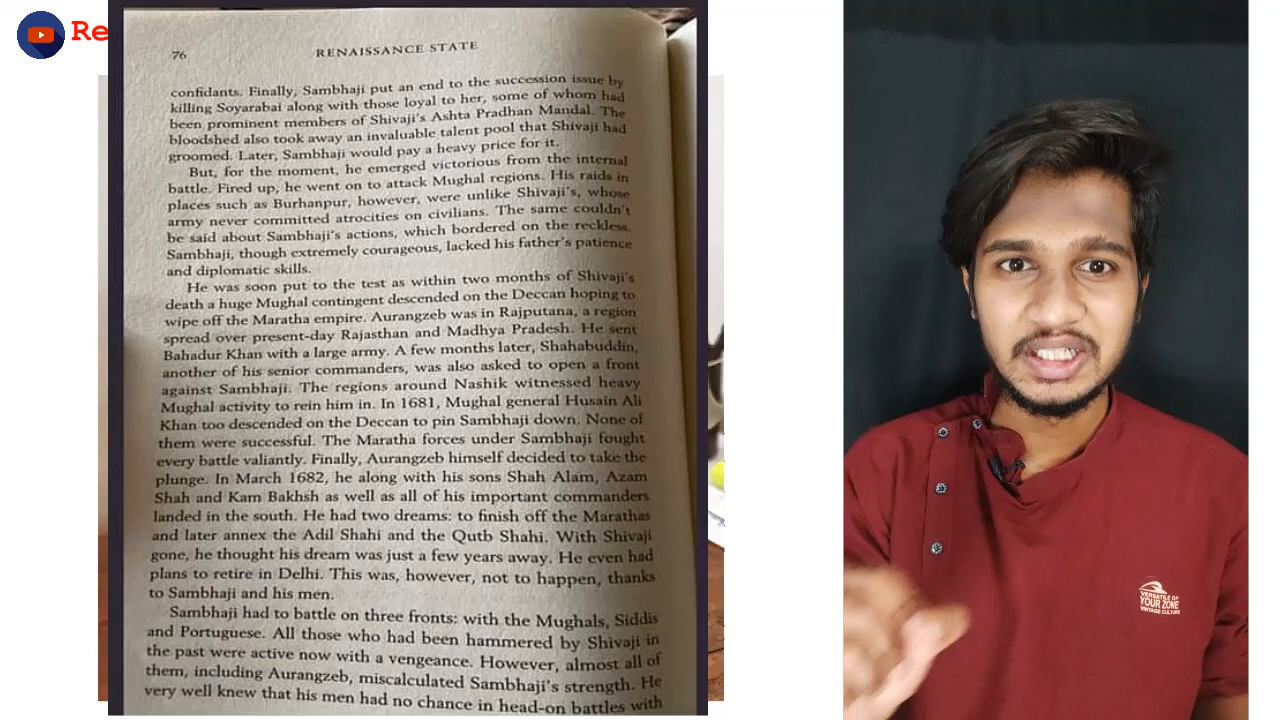 Re
76
RENAISSANCE STATE
confidants. Finally, Sambhaji put an end to the succession issue by
killing Soyarabai along with those loyal to her, some of whom had
been prominent members of Shivaji's Ashta Pradhan Mandal. The
bloodshed also took away an invaluable talent pool that Shivaji had
groomed. Later, Sambhaji would pay a heavy price for it.
But, for the moment, he emerged victorious from the internal
battle. Fired up, he went on to attack Mughal regions. His raids in
places such as Burhanpur, however, were unlike Shivaji's, whose
army never committed atrocities on civilians. The same couldn't
be said about Sambhaji's actions, which bordered on the reckless.
Sambhaji, though extremely courageous, lacked his father's patience
and diplomatic skills.
He was soon put to the test as within two months of Shivaji's
death a huge Mughal contingent descended on the Deccan hoping to
wipe off the Maratha empire. Aurangzeb was in Rajputana, a region
spread over present-day Rajasthan and Madhya Pradesh. He sent
Bahadur Khan with a large army. A few months later, Shahabuddin,
another of his senior commanders, was also asked to open a front
against Sambhaji. The regions around Nashik witnessed heavy
Mughal activity to rein him in. In 1681, Mughal general Husain Ali
Khan too descended on the Deccan to pin Sambhaji down. None of
them were successful. The Maratha forces under Sambhaji fought
every battle valiantly. Finally, Aurangzeb himself decided to take the
plunge. In March 1682, he along with his sons Shah Alam, Azam
Shah and Kam Bakhsh as well as all of his important commanders
landed in the south. He had two dreams: to finish off the Marathas
and later annex the Adil Shahi and the Qutb Shahi. With Shivaji
gone, he thought his dream was just a few years away. He even had
plans to retire in Delhi. This was, however, not to happen, thanks
to Sambhaji and his men.
Sambhaji had to battle on three fronts: with the Mughals, Siddis
and Portuguese. All those who had been hammered by Shivaji in
the past were active now with a vengeance. However, almost all of
them, including Aurangzeb, miscalculated Sambhaji's strength. He
very well knew that his men had no chance in head-on battles with
VERSATILE OF
YOUR ZONE
VINTAGE CULTURE